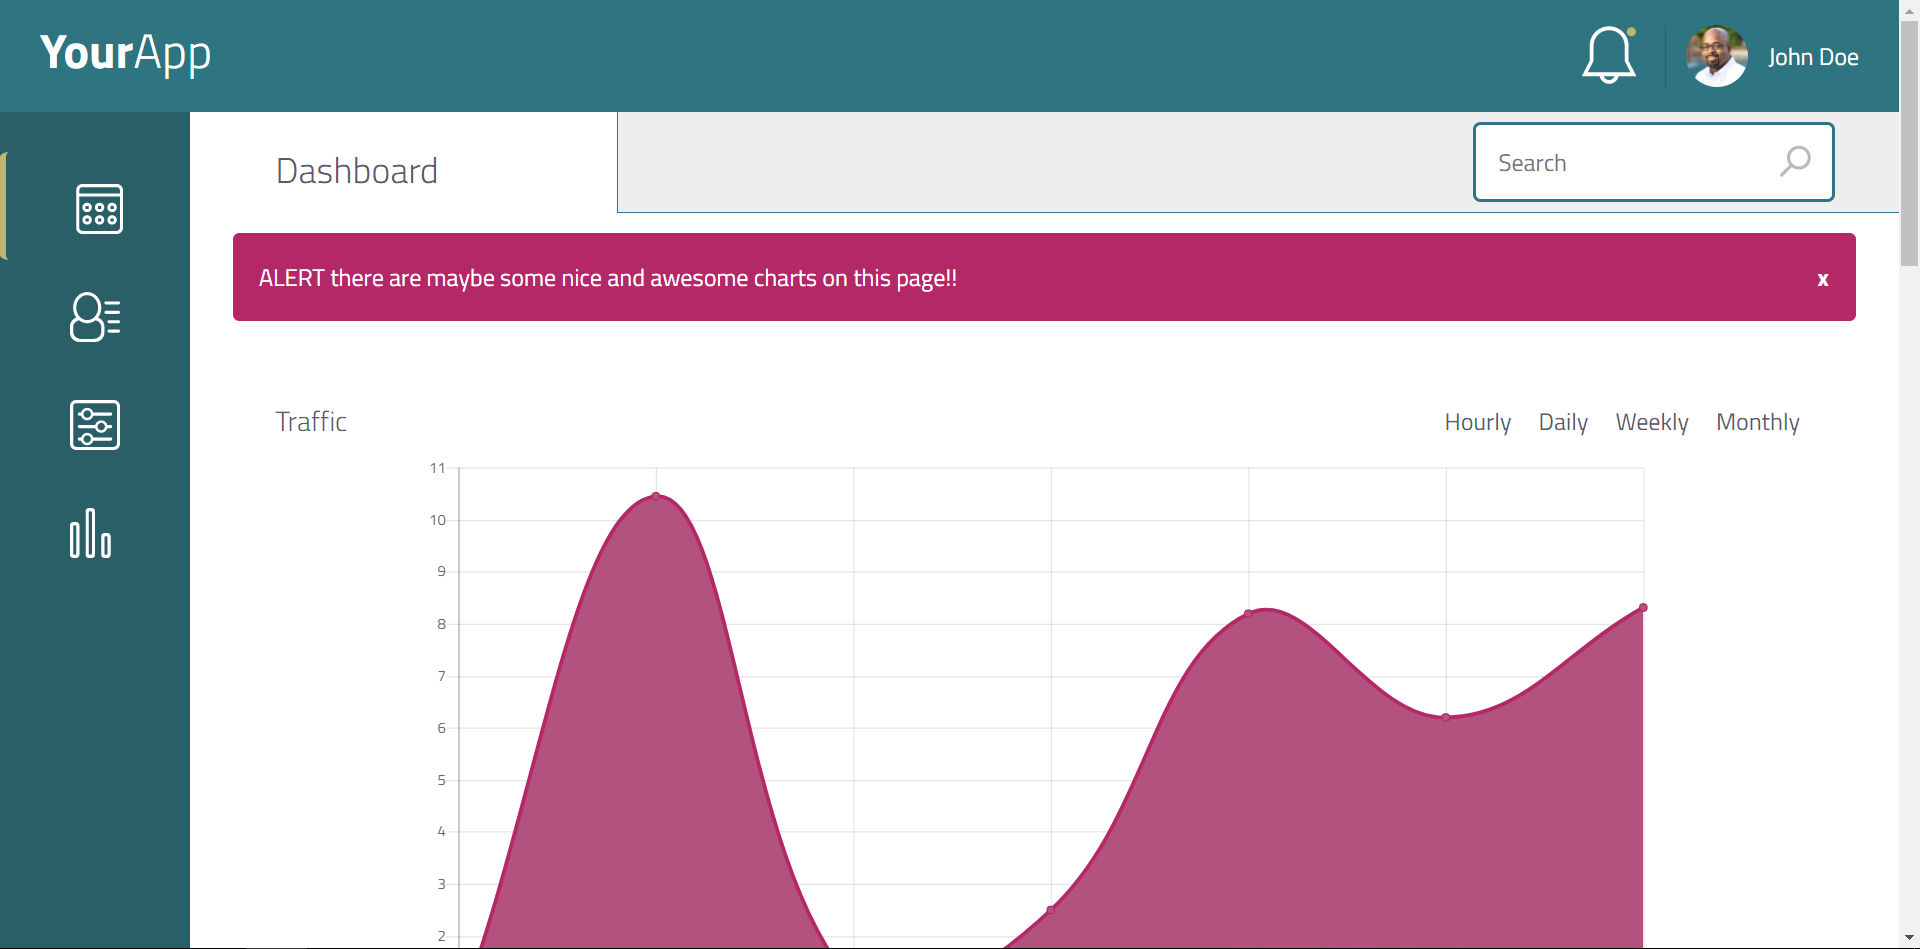 YourApp
John Doe
Dashboard
Search
ALERT there are maybe some nice and awesome charts on this page!!
x
Traffic
Hourly Daily Weekly Monthly
11
10
9
8
7
6
5
4
3
2